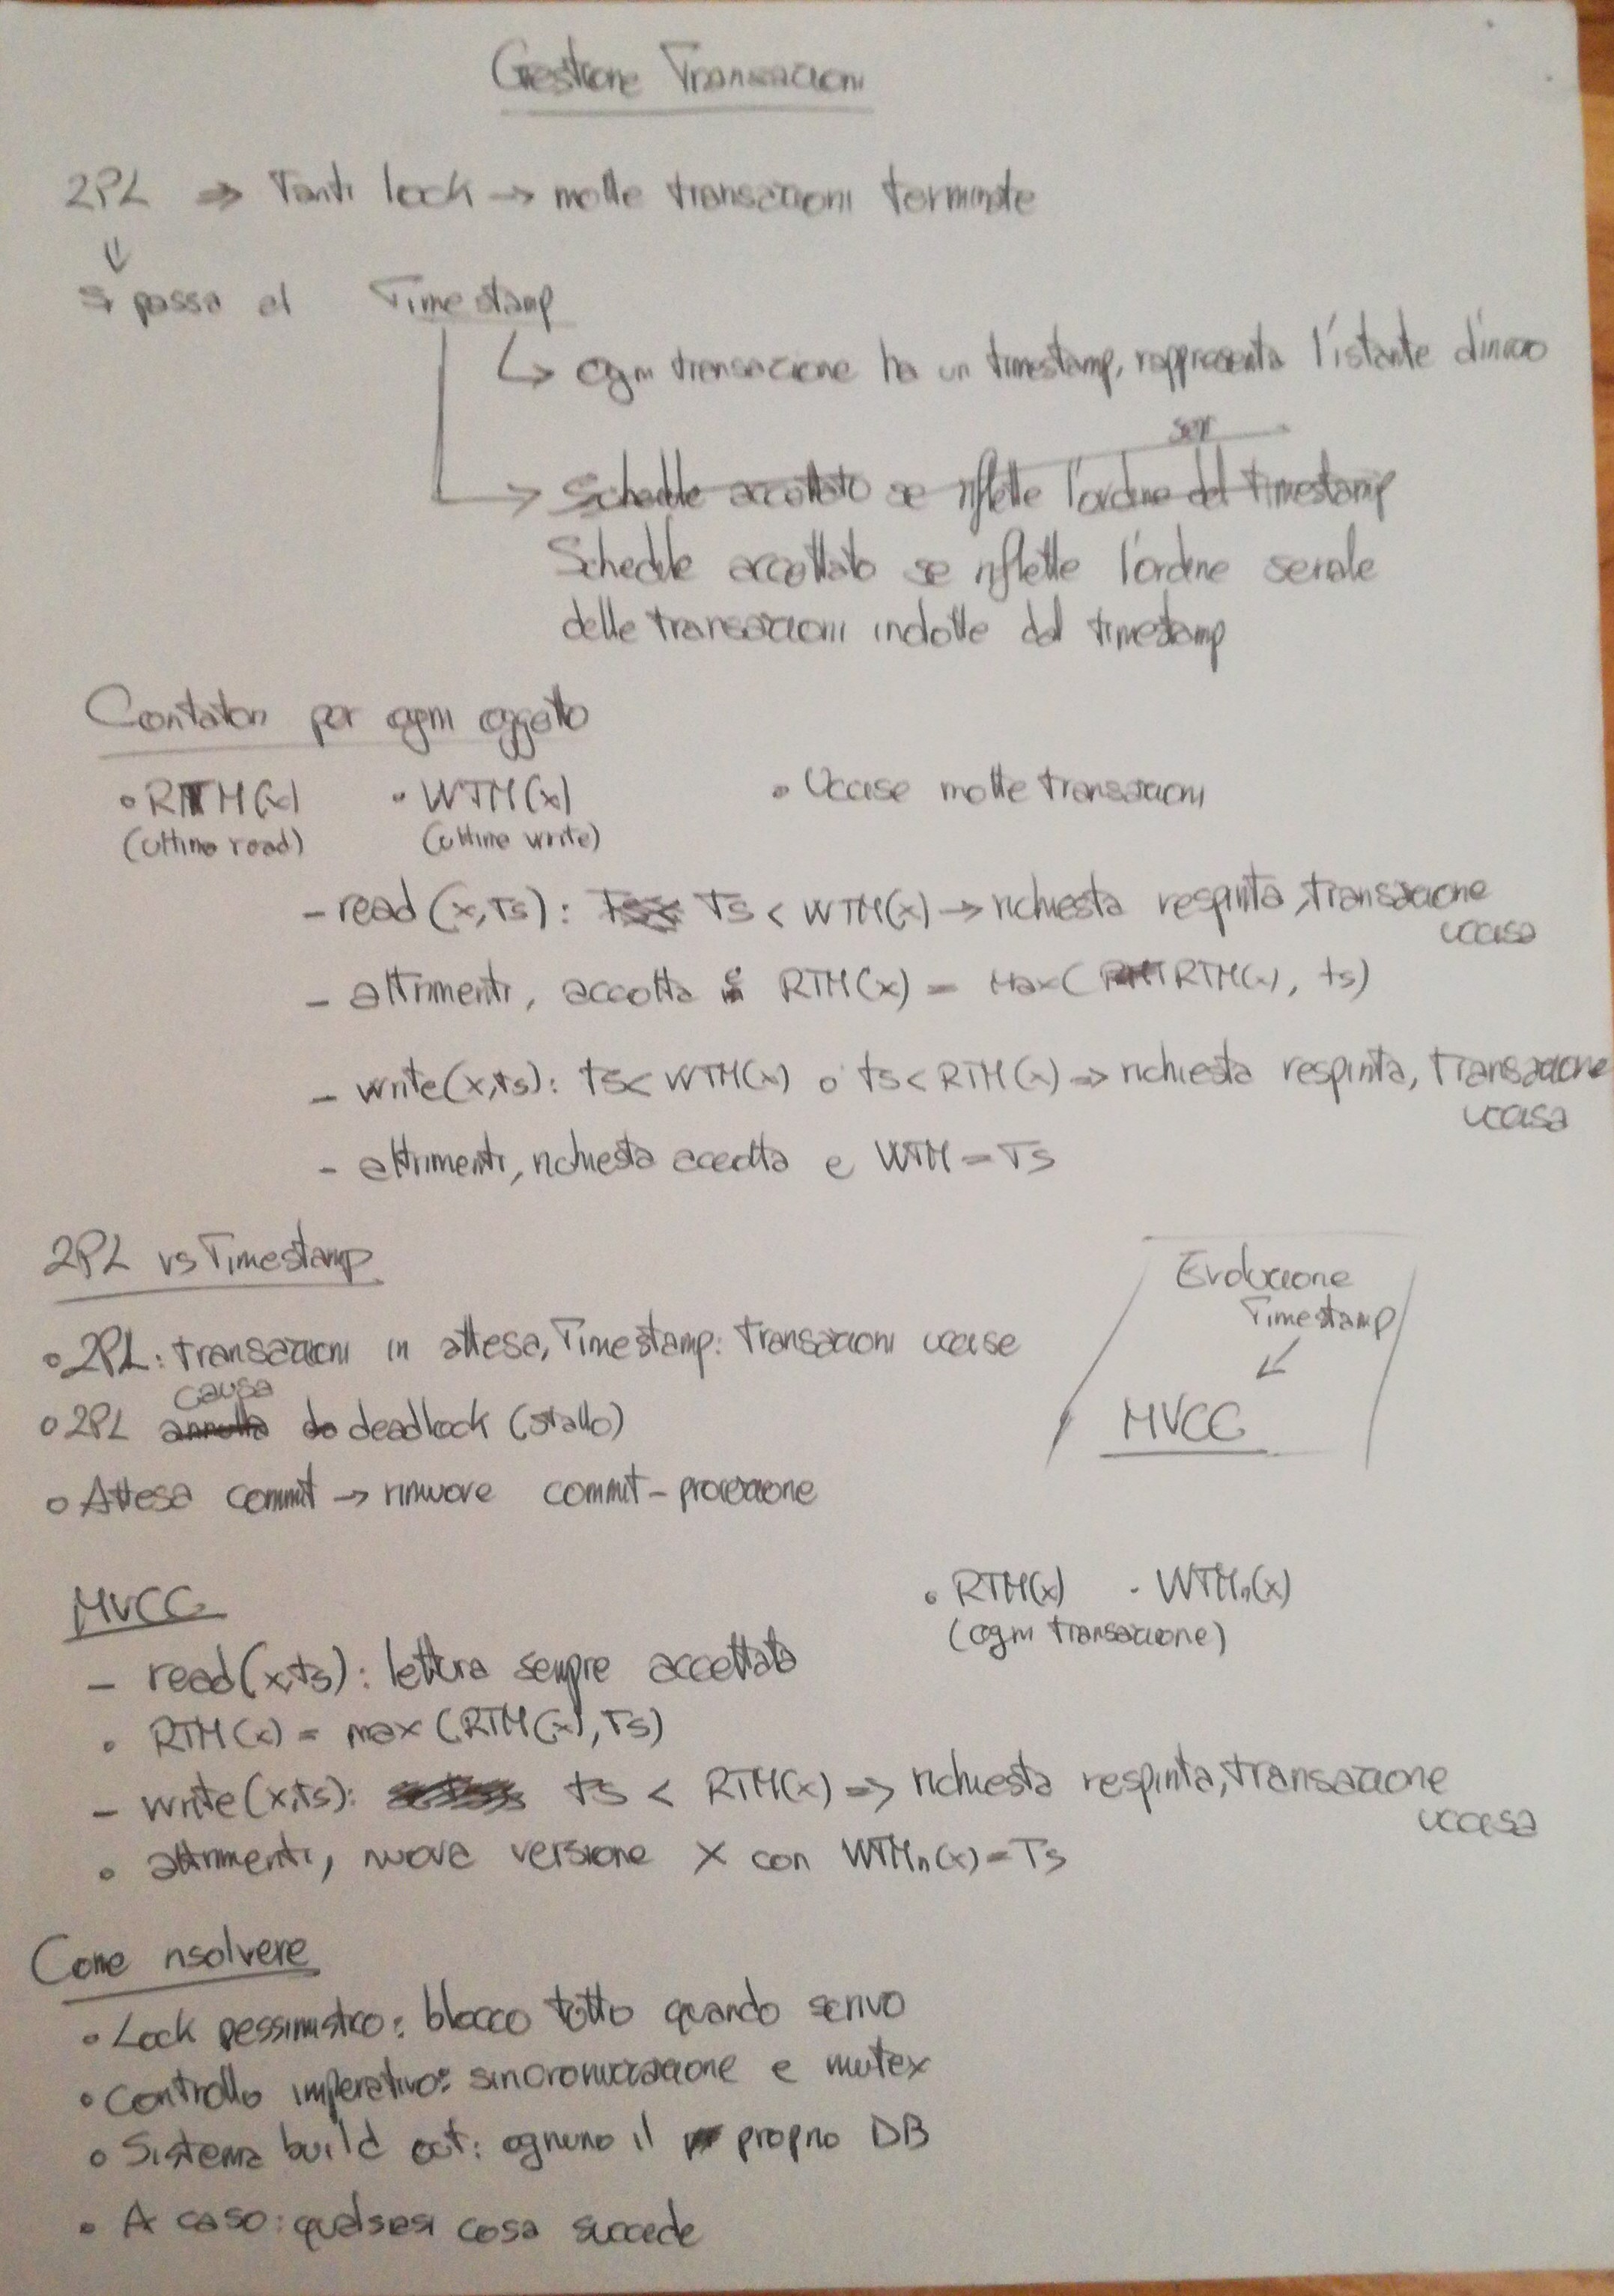 Gestione Transazioni
2PL ⇒ Tanti lock → molte transazioni terminate
⇓
Si passa al Timestamp
↳ ogni transazione ha un timestamp, rappresenta l'istante d'inizio
ser
→ Schedule accettato se riflette l'ordine del timestamp
Schedule accettato se riflette l'ordine seriale
delle transazioni indotte dal timestamp
Contatori per ogni oggetto
• RTM(x) • WTM(x) • Uccise molte transazioni
(ultimo read) (ultimo write)
- read(x,Ts): Ts < WTM(x) → richiesta respinta, transazione
uccisa
- altrimenti, accolta e RTM(x) = Max(RTM(x), ts)
- write(x,ts): ts < WTM(x) o ts < RTM(x) ⇒ richiesta respinta, transazione
uccisa
- altrimenti, richiesta accolta e WTM = Ts
2PL vs Timestamp
• 2PL: transazioni in attesa, Timestamp: transazioni uccise
causa
• 2PL annulla do deadlock (stallo)
• Attesa commit → rimuove commit-proiezione
Evoluzione
Timestamp
↙
MVCC
MVCC
• RTM(x) • WTMn(x)
(ogni transazione)
- read(x,ts): lettura sempre accettata
• RTM(x) = max(RTM(x), Ts)
- write(x,ts): ts < RTM(x) ⇒ richiesta respinta, transazione
uccisa
• altrimenti, nuova versione X con WTMn(x) = Ts
Come risolvere
• Lock pessimistico: blocco tutto quando scrivo
• Controllo imperativo: sincronizzazione e mutex
• Sistema build out: ognuno il proprio DB
• A caso: qualsiasi cosa succede